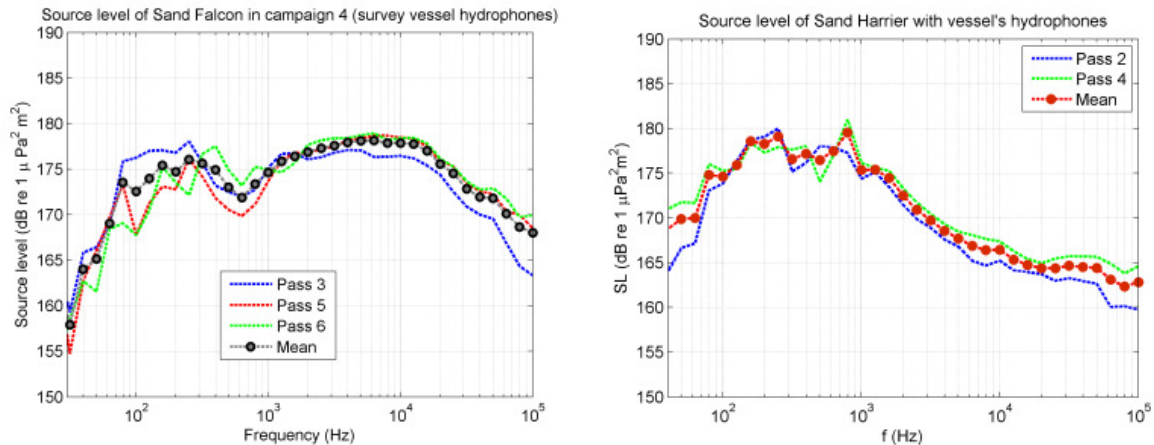 Source level of Sand Falcon in campaign 4 (survey vessel hydrophones)
190
185
180
175
170
165
160
155
150
Source level (dB re 1 μ Pa² m²)
Pass 3
Pass 5
Pass 6
Mean
10²
10³
10⁴
10⁵
Frequency (Hz)
Source level of Sand Harrier with vessel's hydrophones
190
185
180
175
170
165
160
155
150
SL (dB re 1 μPa²m²)
Pass 2
Pass 4
Mean
10²
10³
10⁴
10⁵
f (Hz)